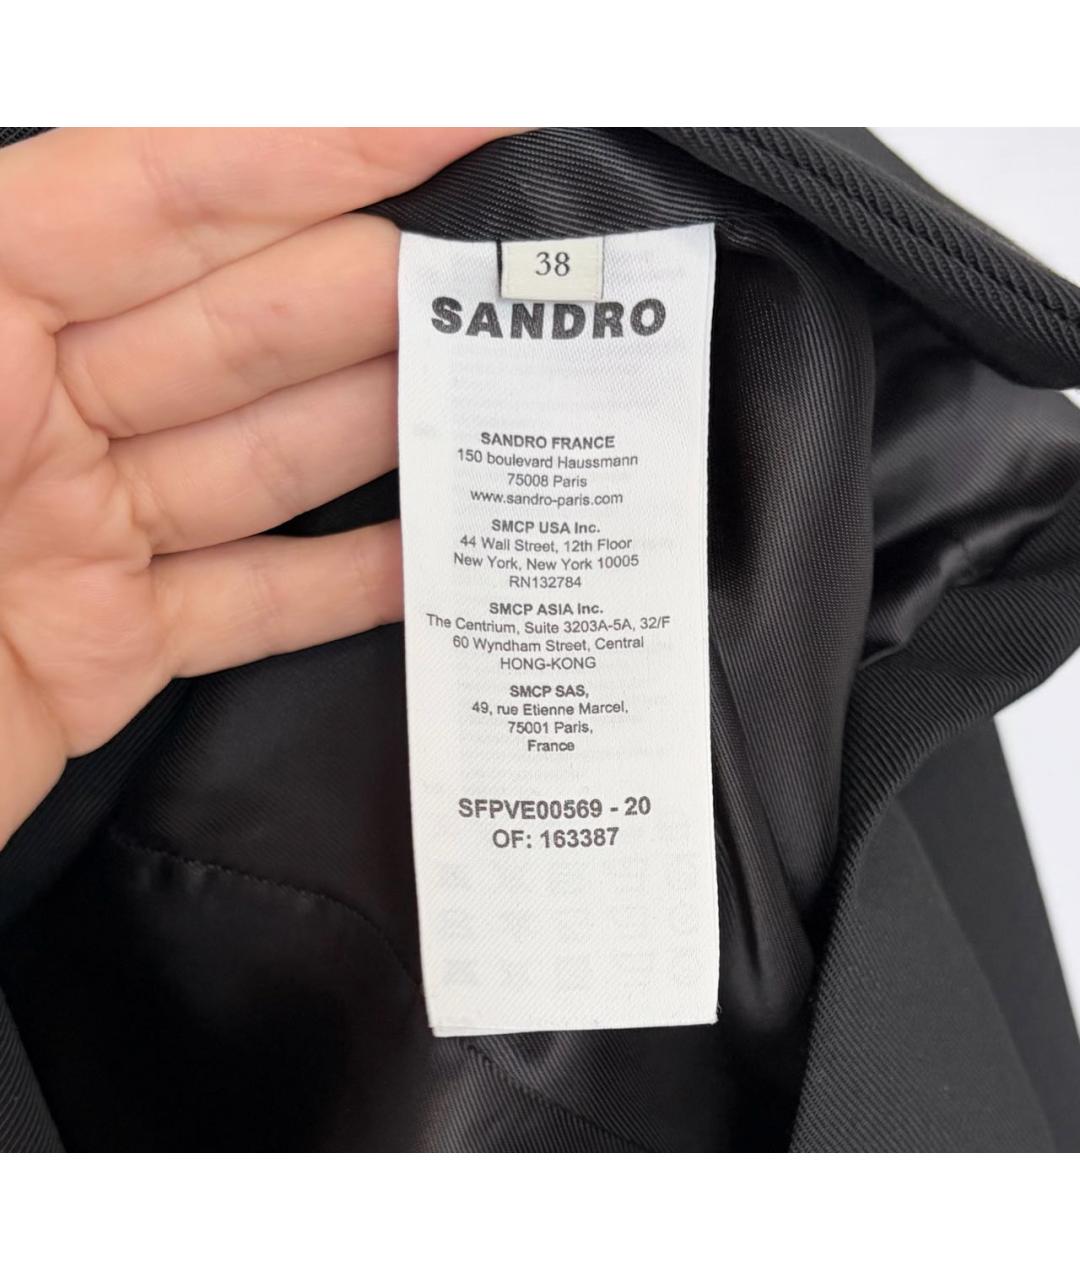 38
SANDRO
SANDRO FRANCE
150 boulevard Haussmann
75008 Paris
www.sandro-paris.com
SMCP USA Inc.
44 Wall Street, 12th Floor
New York, New York 10005
RN132784
SMCP ASIA Inc.
The Centrium, Suite 3203A-5A, 32/F
60 Wyndham Street, Central
HONG-KONG
SMCP SAS,
49, rue Etienne Marcel,
75001 Paris,
France
SFPVE00569 - 20
OF: 163387